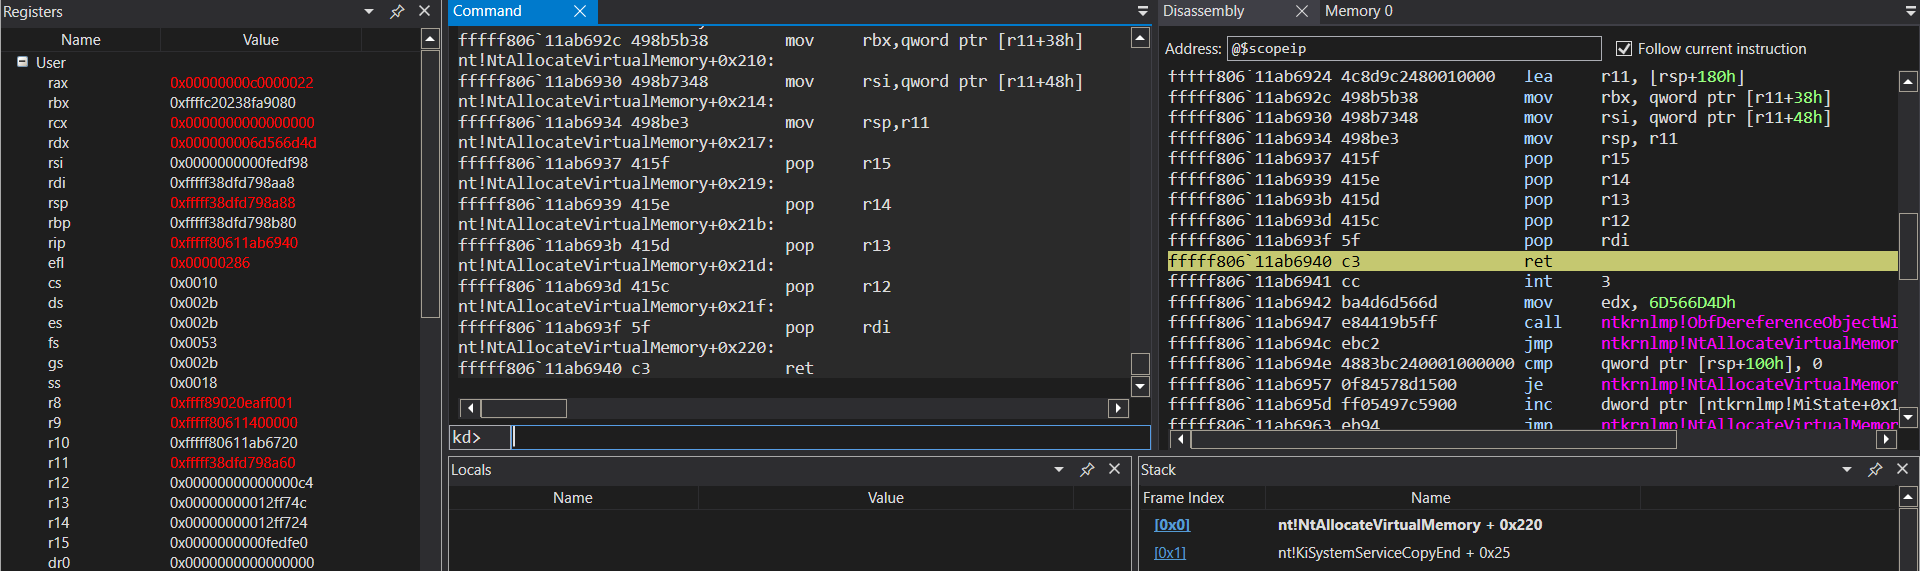 Registers
Name Value
User
rax 0x00000000c0000022
rbx 0xffffc20238fa9080
rcx 0x0000000000000000
rdx 0x000000006d566d4d
rsi 0x0000000000fedf98
rdi 0xfffff38dfd798aa8
rsp 0xfffff38dfd798a88
rbp 0xfffff38dfd798b80
rip 0xfffff80611ab6940
efl 0x00000286
cs 0x0010
ds 0x002b
es 0x002b
fs 0x0053
gs 0x002b
ss 0x0018
r8 0xffff89020eaff001
r9 0xfffff80611400000
r10 0xfffff80611ab6720
r11 0xfffff38dfd798a60
r12 0x00000000000000c4
r13 0x00000000012ff74c
r14 0x00000000012ff724
r15 0x0000000000fedfe0
dr0 0x0000000000000000
Command
fffff806`11ab692c 498b5b38 mov rbx,qword ptr [r11+38h]
nt!NtAllocateVirtualMemory+0x210:
fffff806`11ab6930 498b7348 mov rsi,qword ptr [r11+48h]
nt!NtAllocateVirtualMemory+0x214:
fffff806`11ab6934 498be3 mov rsp,r11
nt!NtAllocateVirtualMemory+0x217:
fffff806`11ab6937 415f pop r15
nt!NtAllocateVirtualMemory+0x219:
fffff806`11ab6939 415e pop r14
nt!NtAllocateVirtualMemory+0x21b:
fffff806`11ab693b 415d pop r13
nt!NtAllocateVirtualMemory+0x21d:
fffff806`11ab693d 415c pop r12
nt!NtAllocateVirtualMemory+0x21f:
fffff806`11ab693f 5f pop rdi
nt!NtAllocateVirtualMemory+0x220:
fffff806`11ab6940 c3 ret
kd>
Disassembly Memory 0
Address: @$scopeip Follow current instruction
fffff806`11ab6924 4c8d9c2480010000 lea r11, [rsp+180h]
fffff806`11ab692c 498b5b38 mov rbx, qword ptr [r11+38h]
fffff806`11ab6930 498b7348 mov rsi, qword ptr [r11+48h]
fffff806`11ab6934 498be3 mov rsp, r11
fffff806`11ab6937 415f pop r15
fffff806`11ab6939 415e pop r14
fffff806`11ab693b 415d pop r13
fffff806`11ab693d 415c pop r12
fffff806`11ab693f 5f pop rdi
fffff806`11ab6940 c3 ret
fffff806`11ab6941 cc int 3
fffff806`11ab6942 ba4d6d566d mov edx, 6D566D4Dh
fffff806`11ab6947 e84419b5ff call ntkrnlmp!ObfDereferenceObjectWi
fffff806`11ab694c ebc2 jmp ntkrnlmp!NtAllocateVirtualMemor
fffff806`11ab694e 4883bc240001000000 cmp qword ptr [rsp+100h], 0
fffff806`11ab6957 0f84578d1500 je ntkrnlmp!NtAllocateVirtualMemor
fffff806`11ab695d ff05497c5900 inc dword ptr [ntkrnlmp!MiState+0x1
fffff806`11ab6963 eb94 jmp ntkrnlmp!NtAllocateVirtualMemor
Locals
Name Value
Stack
Frame Index Name
[0x0] nt!NtAllocateVirtualMemory + 0x220
[0x1] nt!KiSystemServiceCopyEnd + 0x25